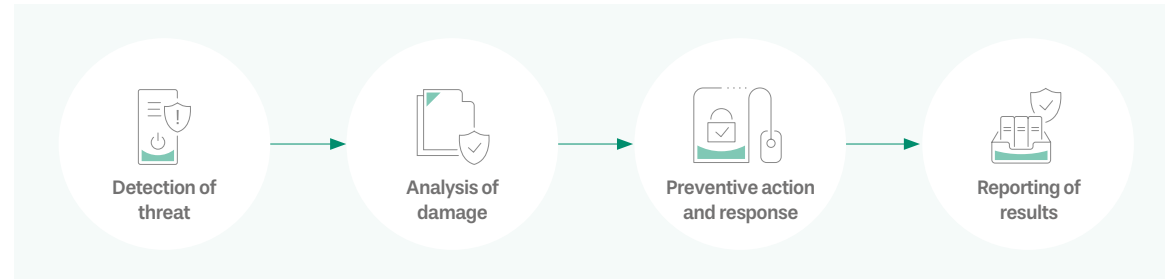 Detection of
threat
Analysis of
damage
Preventive action
and response
Reporting of
results